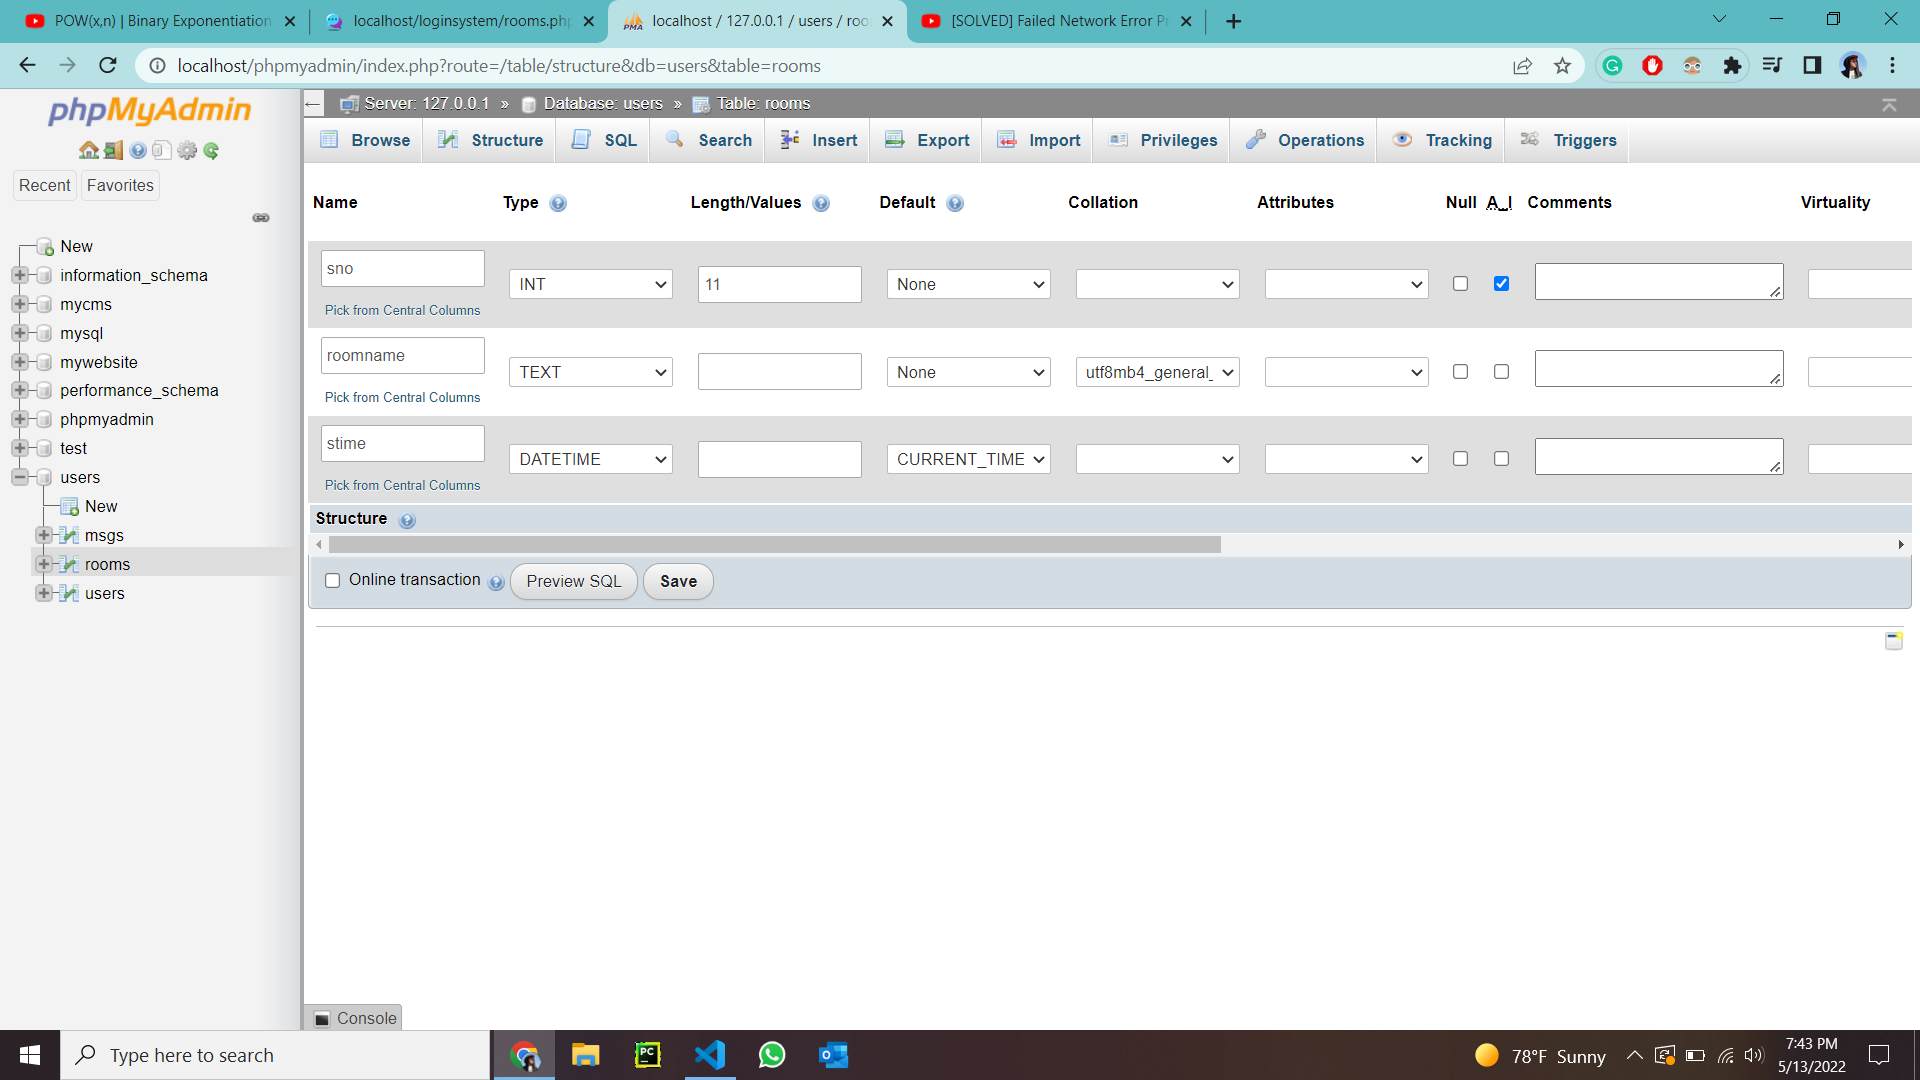 POW(x,n) | Binary Exponentiation
localhost/loginsystem/rooms.php
localhost / 127.0.0.1 / users / roo
[SOLVED] Failed Network Error Pr
localhost/phpmyadmin/index.php?route=/table/structure&db=users&table=rooms
phpMyAdmin
Recent Favorites
New
information_schema
mycms
mysql
mywebsite
performance_schema
phpmyadmin
test
users
New
msgs
rooms
users
Server: 127.0.0.1 » Database: users » Table: rooms
Browse Structure SQL Search Insert Export Import Privileges Operations Tracking Triggers
Name Type Length/Values Default Collation Attributes Null A_I Comments Virtuality
sno INT 11 None
Pick from Central Columns
roomname TEXT None utf8mb4_general_
Pick from Central Columns
stime DATETIME CURRENT_TIME
Pick from Central Columns
Structure
Online transaction Preview SQL Save
Console
Type here to search
PC
78°F Sunny
7:43 PM
5/13/2022